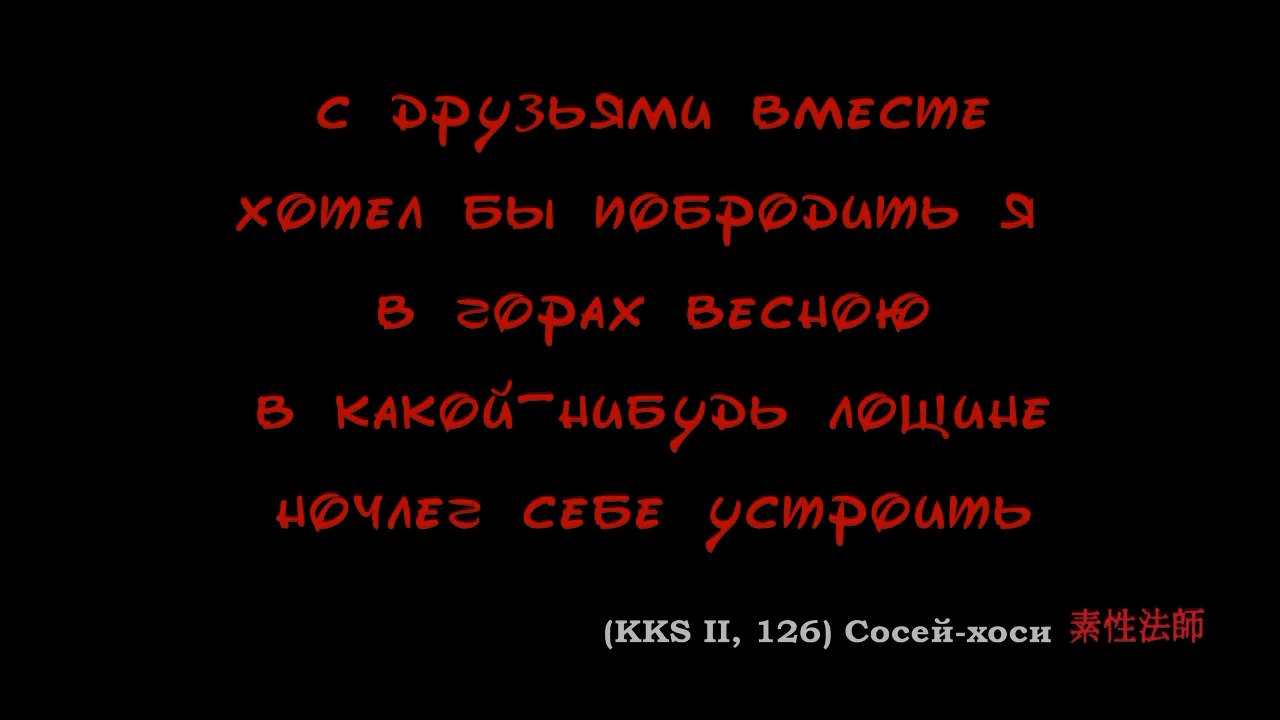 с друзьями вместе
хотел бы побродить я
в горах весною
в какой-нибудь лощине
ночлег себе устроить
(KKS II, 126) Сосей-хоси 素性法師